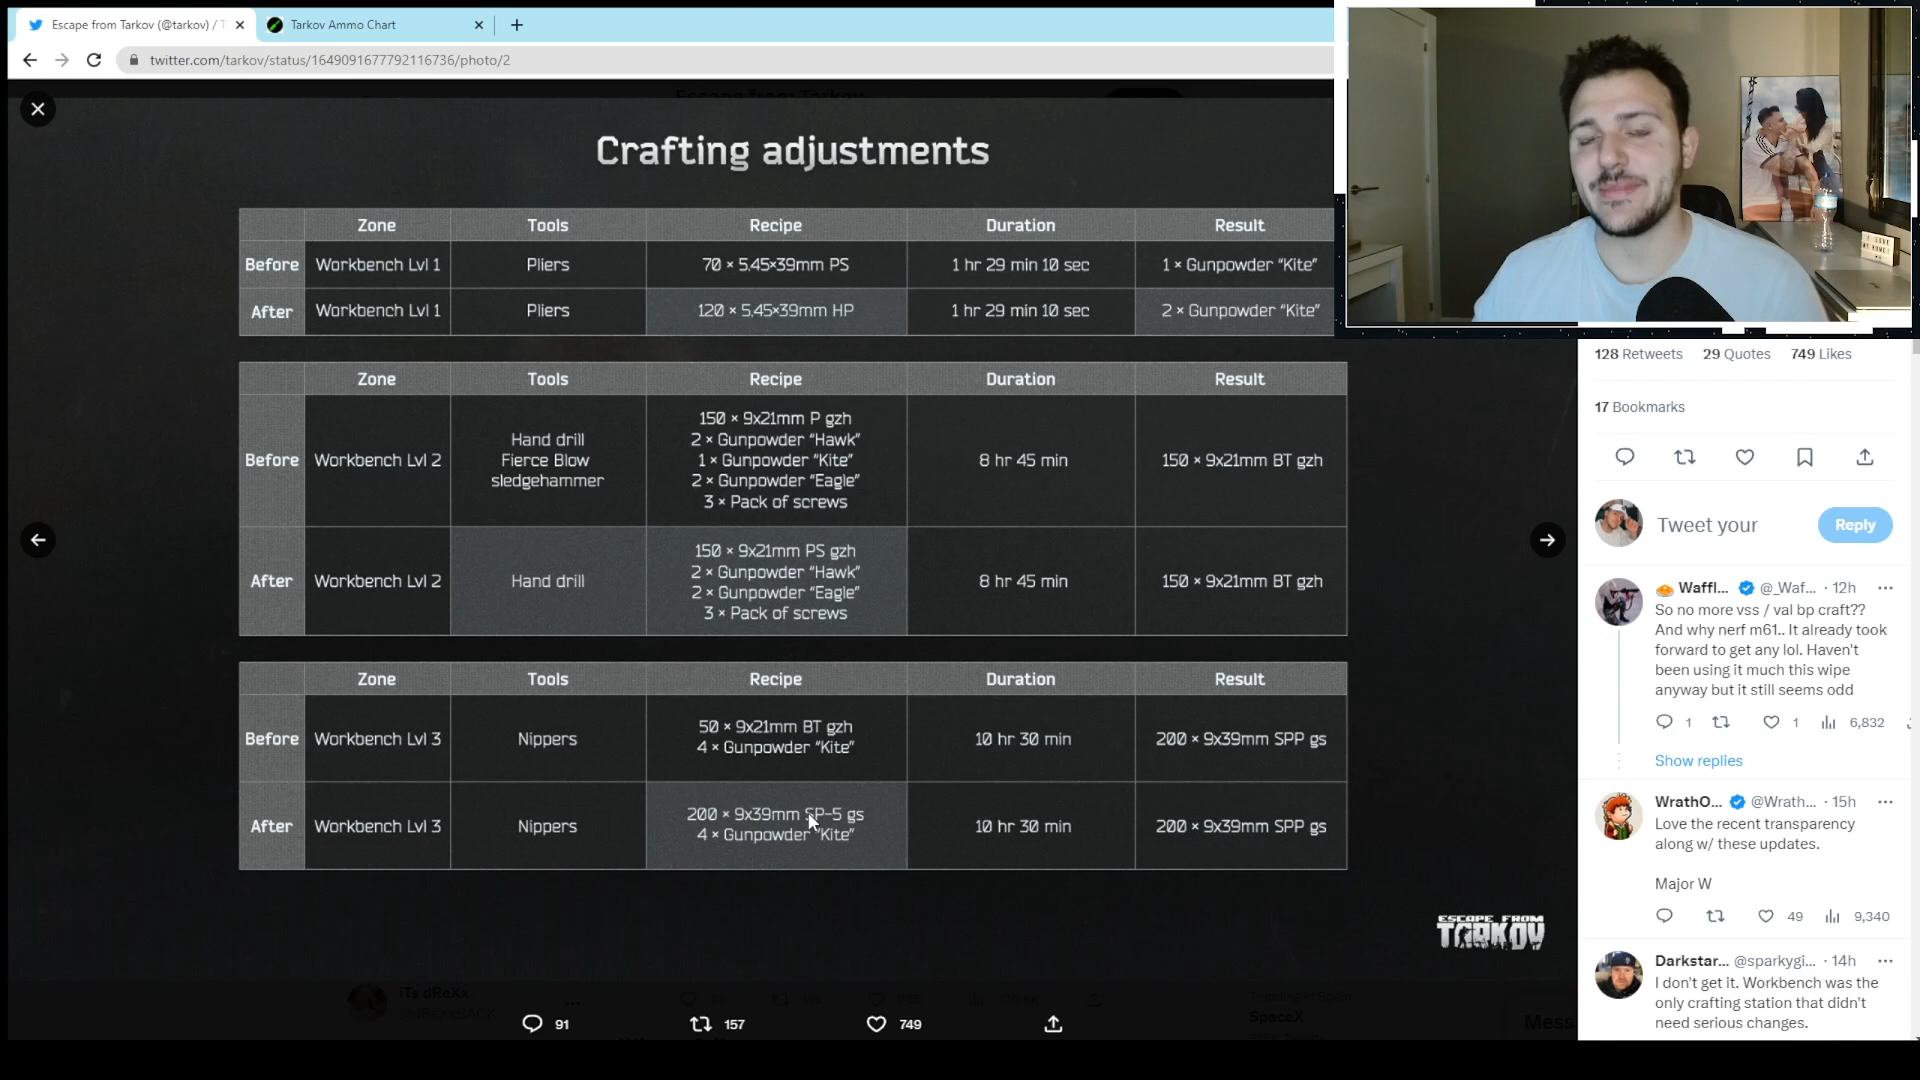 Escape from Tarkov (@tarkov) / T
Tarkov Ammo Chart
twitter.com/tarkov/status/1649091677792116736/photo/2
Crafting adjustments
Zone Tools Recipe Duration Result
Before Workbench Lvl 1 Pliers 70 × 5,45×39mm PS 1 hr 29 min 10 sec 1 × Gunpowder "Kite"
After Workbench Lvl 1 Pliers 120 × 5,45×39mm HP 1 hr 29 min 10 sec 2 × Gunpowder "Kite"
Zone Tools Recipe Duration Result
150 × 9x21mm P gzh
Hand drill 2 × Gunpowder "Hawk"
Before Workbench Lvl 2 Fierce Blow 1 × Gunpowder "Kite" 8 hr 45 min 150 × 9x21mm BT gzh
sledgehammer 2 × Gunpowder "Eagle"
3 × Pack of screws
150 × 9x21mm PS gzh
2 × Gunpowder "Hawk"
After Workbench Lvl 2 Hand drill 8 hr 45 min 150 × 9x21mm BT gzh
2 × Gunpowder "Eagle"
3 × Pack of screws
Zone Tools Recipe Duration Result
50 × 9x21mm BT gzh
Before Workbench Lvl 3 Nippers 10 hr 30 min 200 × 9x39mm SPP gs
4 × Gunpowder "Kite"
200 × 9x39mm SP-5 gs
After Workbench Lvl 3 Nippers 10 hr 30 min 200 × 9x39mm SPP gs
4 × Gunpowder "Kite"
ESCAPE FROM
TARKOV
iTs dRoXx
SpaceX
91 157 749
128 Retweets 29 Quotes 749 Likes
17 Bookmarks
Tweet your Reply
Waffl... @_Waf... · 12h
So no more vss / val bp craft??
And why nerf m61.. It already took
forward to get any lol. Haven't
been using it much this wipe
anyway but it still seems odd
1 1 6,832
Show replies
WrathO... @Wrath... · 15h
Love the recent transparency
along w/ these updates.
Major W
49 9,340
Darkstar... @sparkygi... · 14h
I don't get it. Workbench was the
only crafting station that didn't
need serious changes.
Mess